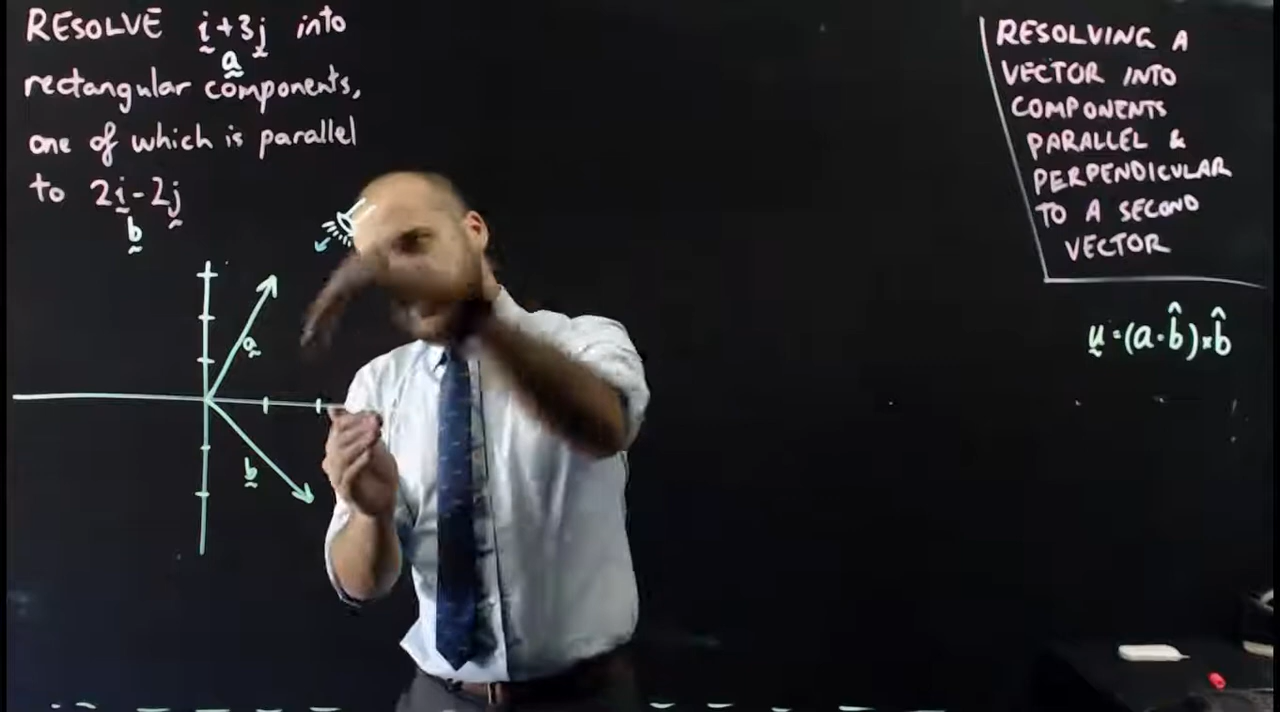 RESOLVE i+3j into
a
rectangular components,
one of which is parallel
to 2i-2j
b
a
b
RESOLVING A
VECTOR INTO
COMPONENTS
PARALLEL &
PERPENDICULAR
TO A SECOND
VECTOR
u=(a·b̂)×b̂